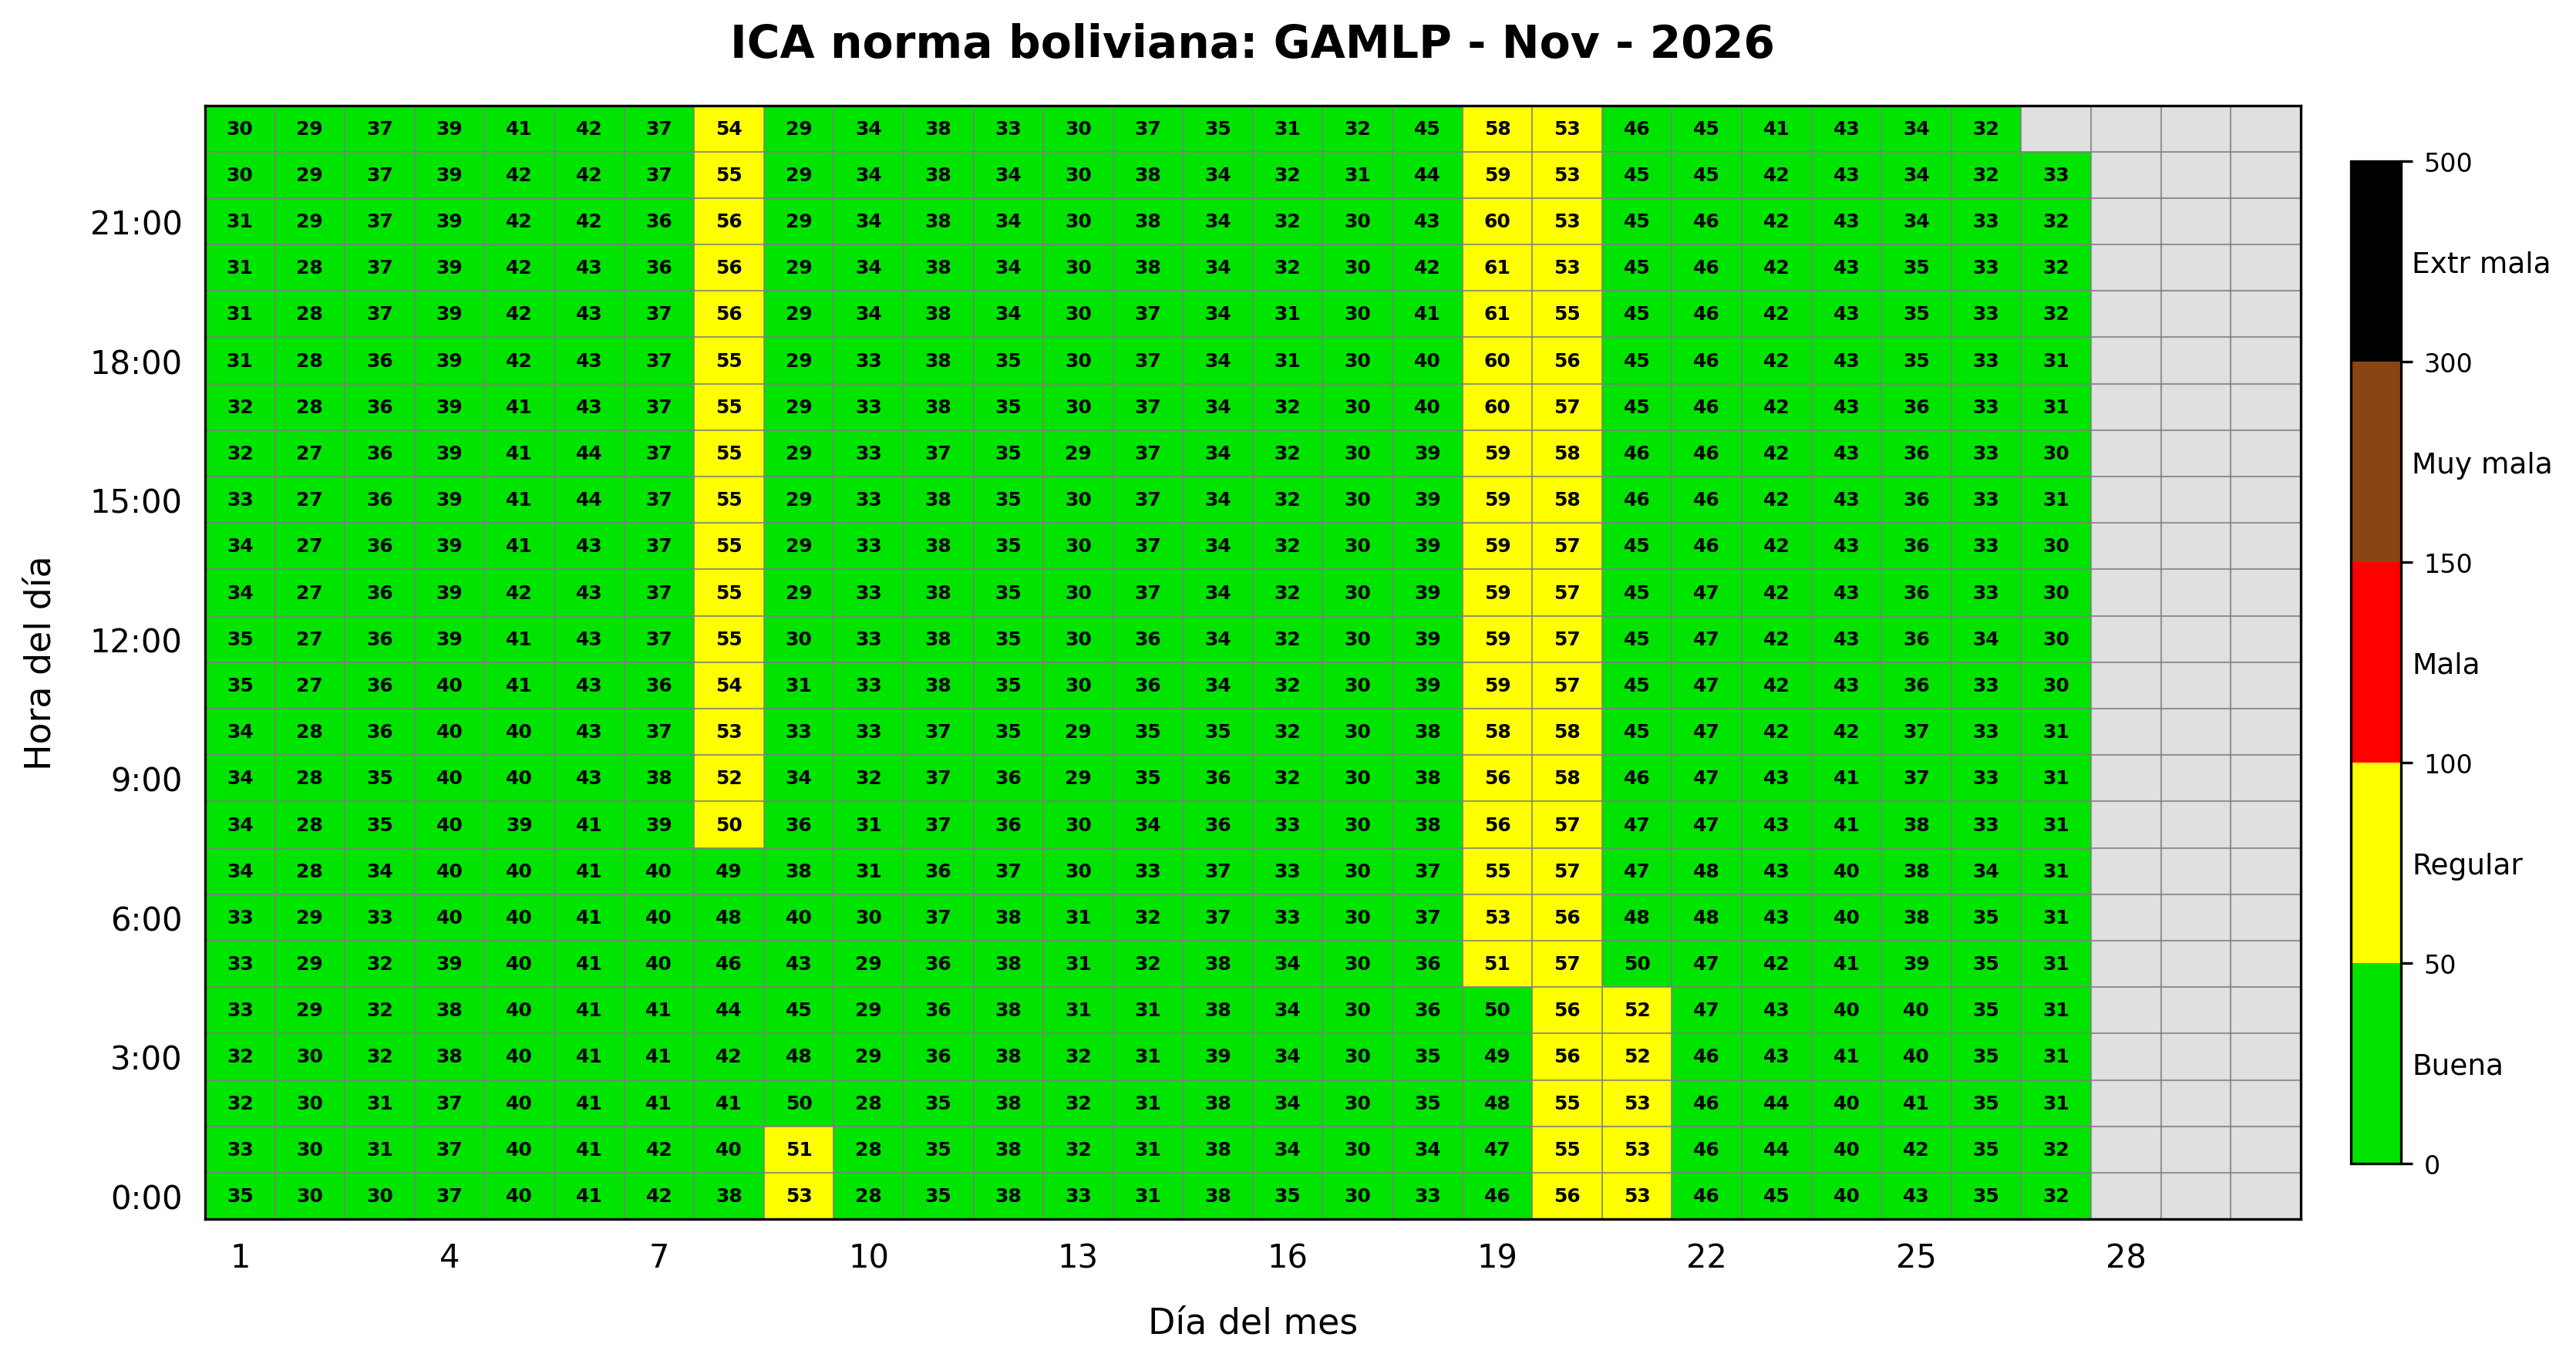 ICA norma boliviana: GAMLP - Nov - 2026
30 29 37 39 41 42 37 54 29 34 38 33 30 37 35 31 32 45 58 53 46 45 41 43 34 32
30 29 37 39 42 42 37 55 29 34 38 34 30 38 34 32 31 44 59 53 45 45 42 43 34 32 33
21:00 31 29 37 39 42 42 36 56 29 34 38 34 30 38 34 32 30 43 60 53 45 46 42 43 34 33 32
31 28 37 39 42 43 36 56 29 34 38 34 30 38 34 32 30 42 61 53 45 46 42 43 35 33 32
31 28 37 39 42 43 37 56 29 34 38 34 30 37 34 31 30 41 61 55 45 46 42 43 35 33 32
18:00 31 28 36 39 42 43 37 55 29 33 38 35 30 37 34 31 30 40 60 56 45 46 42 43 35 33 31
32 28 36 39 41 43 37 55 29 33 38 35 30 37 34 32 30 40 60 57 45 46 42 43 36 33 31
32 27 36 39 41 44 37 55 29 33 37 35 29 37 34 32 30 39 59 58 46 46 42 43 36 33 30
15:00 33 27 36 39 41 44 37 55 29 33 38 35 30 37 34 32 30 39 59 58 46 46 42 43 36 33 31
34 27 36 39 41 43 37 55 29 33 38 35 30 37 34 32 30 39 59 57 45 46 42 43 36 33 30
34 27 36 39 42 43 37 55 29 33 38 35 30 37 34 32 30 39 59 57 45 47 42 43 36 33 30
12:00 35 27 36 39 41 43 37 55 30 33 38 35 30 36 34 32 30 39 59 57 45 47 42 43 36 34 30
35 27 36 40 41 43 36 54 31 33 38 35 30 36 34 32 30 39 59 57 45 47 42 43 36 33 30
34 28 36 40 40 43 37 53 33 33 37 35 29 35 35 32 30 38 58 58 45 47 42 42 37 33 31
9:00 34 28 35 40 40 43 38 52 34 32 37 36 29 35 36 32 30 38 56 58 46 47 43 41 37 33 31
34 28 35 40 39 41 39 50 36 31 37 36 30 34 36 33 30 38 56 57 47 47 43 41 38 33 31
34 28 34 40 40 41 40 49 38 31 36 37 30 33 37 33 30 37 55 57 47 48 43 40 38 34 31
6:00 33 29 33 40 40 41 40 48 40 30 37 38 31 32 37 33 30 37 53 56 48 48 43 40 38 35 31
33 29 32 39 40 41 40 46 43 29 36 38 31 32 38 34 30 36 51 57 50 47 42 41 39 35 31
33 29 32 38 40 41 41 44 45 29 36 38 31 31 38 34 30 36 50 56 52 47 43 40 40 35 31
3:00 32 30 32 38 40 41 41 42 48 29 36 38 32 31 39 34 30 35 49 56 52 46 43 41 40 35 31
32 30 31 37 40 41 41 41 50 28 35 38 32 31 38 34 30 35 48 55 53 46 44 40 41 35 31
33 30 31 37 40 41 42 40 51 28 35 38 32 31 38 34 30 34 47 55 53 46 44 40 42 35 32
0:00 35 30 30 37 40 41 42 38 53 28 35 38 33 31 38 35 30 33 46 56 53 46 45 40 43 35 32
1 4 7 10 13 16 19 22 25 28
Día del mes
Hora del día
500
Extr mala
300
Muy mala
150
Mala
100
Regular
50
Buena
0